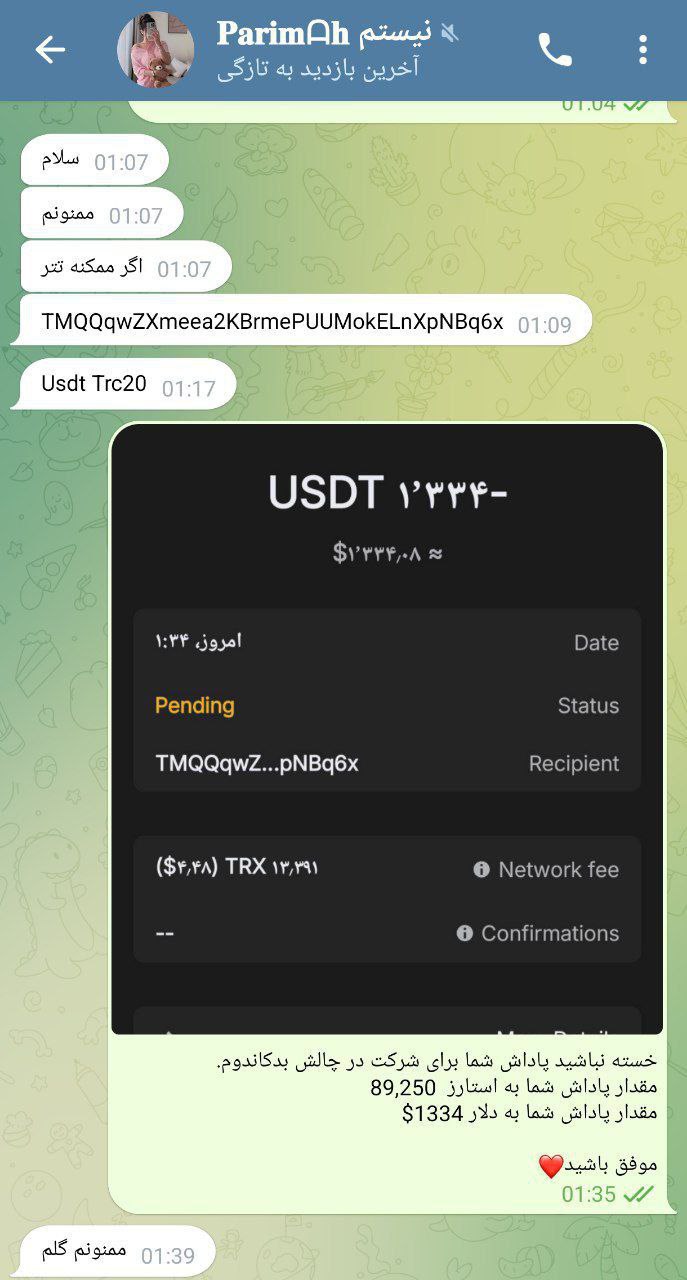 𝐏𝐚𝐫𝐢𝐦ᗩ𝐡 نیستم
آخرین بازدید به تازگی
01:04
سلام 01:07
ممنونم 01:07
اگر ممکنه تتر 01:07
TMQQqwZXmeea2KBrmePUUMokELnXpNBq6x 01:09
Usdt Trc20 01:17
USDT ۱٬۳۳۴-
$۱٬۳۳۴٫۰۸ ≈
امروز، ۱:۳۴ Date
Pending Status
TMQQqwZ...pNBq6x Recipient
($۴٫۴۸) TRX ۱۳٫۳۹۱ Network fee
-- Confirmations
خسته نباشید پاداش شما برای شرکت در چالش بدکاندوم.
مقدار پاداش شما به استارز 89,250
مقدار پاداش شما به دلار 1334$
موفق باشید❤️
01:35
ممنونم گلم 01:39